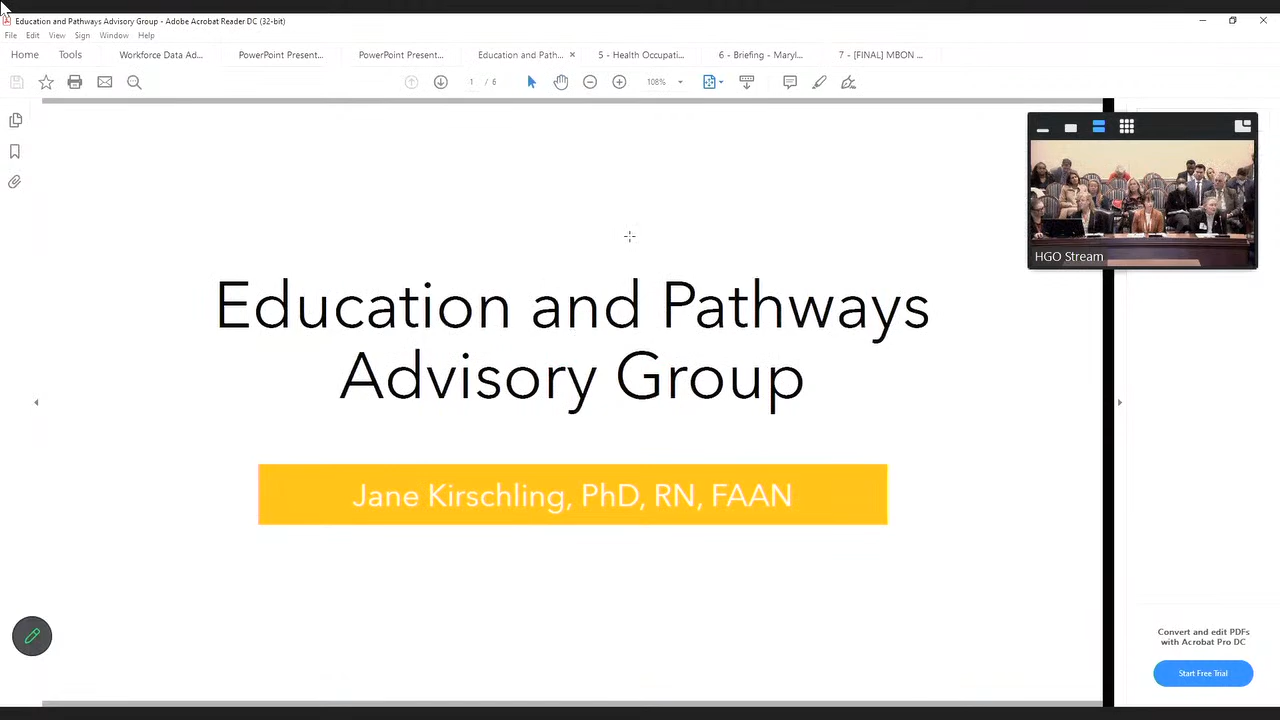 Education and Pathways Advisory Group - Adobe Acrobat Reader DC (32-bit)
File Edit View Sign Window Help
Home Tools Workforce Data Ad... PowerPoint Present... PowerPoint Present... Education and Path... × 5 - Health Occupati... 6 - Briefing - Maryl... 7 - [FINAL] MBON ...
1 / 6 108%
HGO Stream
Education and Pathways
Advisory Group
Jane Kirschling, PhD, RN, FAAN
Convert and edit PDFs
with Acrobat Pro DC
Start Free Trial